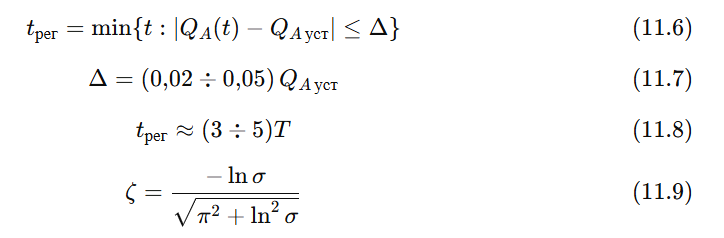 t_рег = min{t : |Q_A(t) − Q_A уст| ≤ Δ} (11.6)
Δ = (0,02 ÷ 0,05) Q_A уст (11.7)
t_рег ≈ (3 ÷ 5)T (11.8)
ζ = −ln σ / √(π² + ln² σ) (11.9)